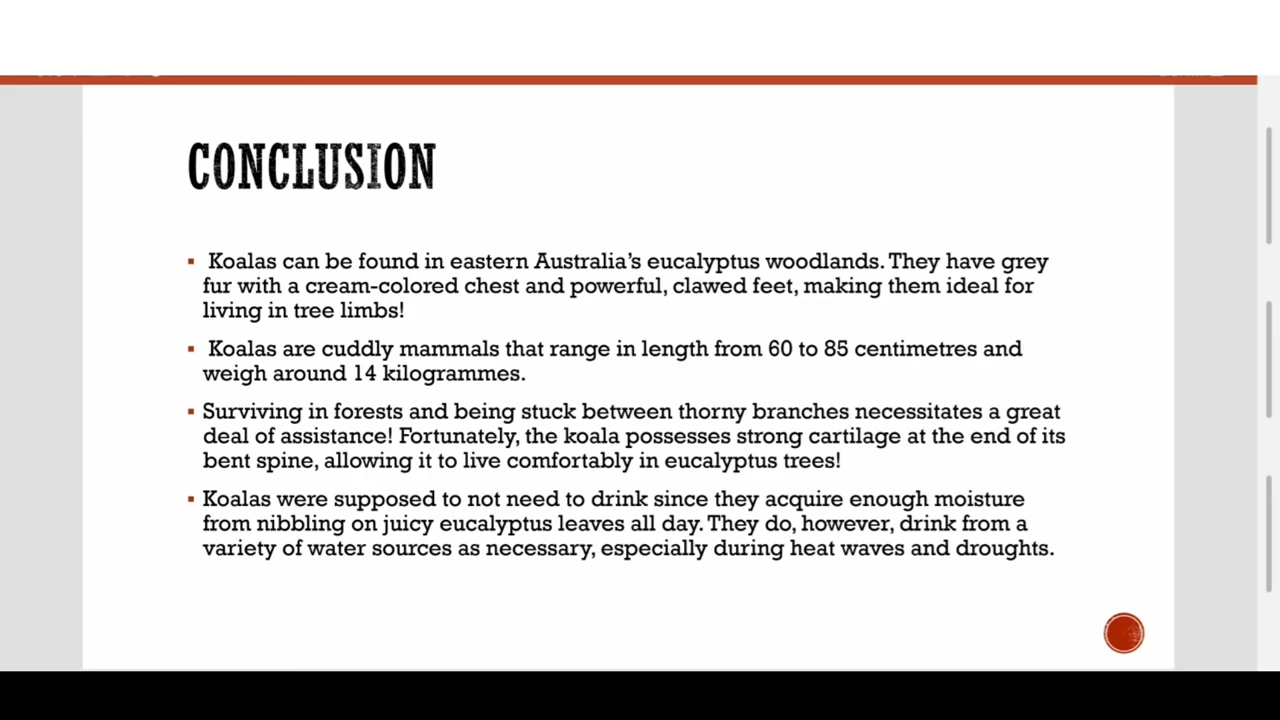 CONCLUSION
▪ Koalas can be found in eastern Australia's eucalyptus woodlands. They have grey
fur with a cream-colored chest and powerful, clawed feet, making them ideal for
living in tree limbs!
▪ Koalas are cuddly mammals that range in length from 60 to 85 centimetres and
weigh around 14 kilogrammes.
▪ Surviving in forests and being stuck between thorny branches necessitates a great
deal of assistance! Fortunately, the koala possesses strong cartilage at the end of its
bent spine, allowing it to live comfortably in eucalyptus trees!
▪ Koalas were supposed to not need to drink since they acquire enough moisture
from nibbling on juicy eucalyptus leaves all day. They do, however, drink from a
variety of water sources as necessary, especially during heat waves and droughts.